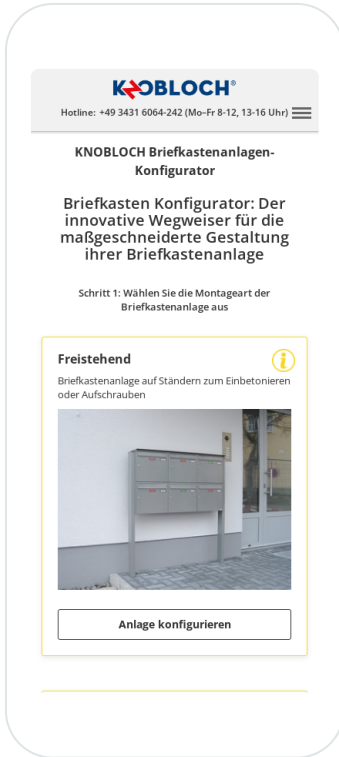 KNOBLOCH®
Hotline: +49 3431 6064-242 (Mo–Fr 8-12, 13-16 Uhr)
KNOBLOCH Briefkastenanlagen-
Konfigurator
Briefkasten Konfigurator: Der
innovative Wegweiser für die
maßgeschneiderte Gestaltung
ihrer Briefkastenanlage
Schritt 1: Wählen Sie die Montageart der
Briefkastenanlage aus
Freistehend
Briefkastenanlage auf Ständern zum Einbetonieren
oder Aufschrauben
Anlage konfigurieren